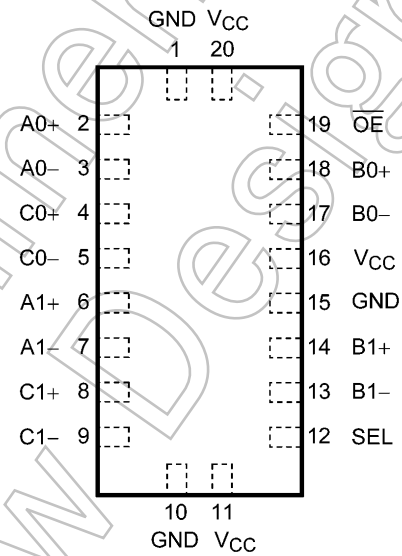 GND VCC
1 20
A0+ 2 19 OE
A0− 3 18 B0+
C0+ 4 17 B0−
C0− 5 16 VCC
A1+ 6 15 GND
A1− 7 14 B1+
C1+ 8 13 B1−
C1− 9 12 SEL
10 11
GND VCC